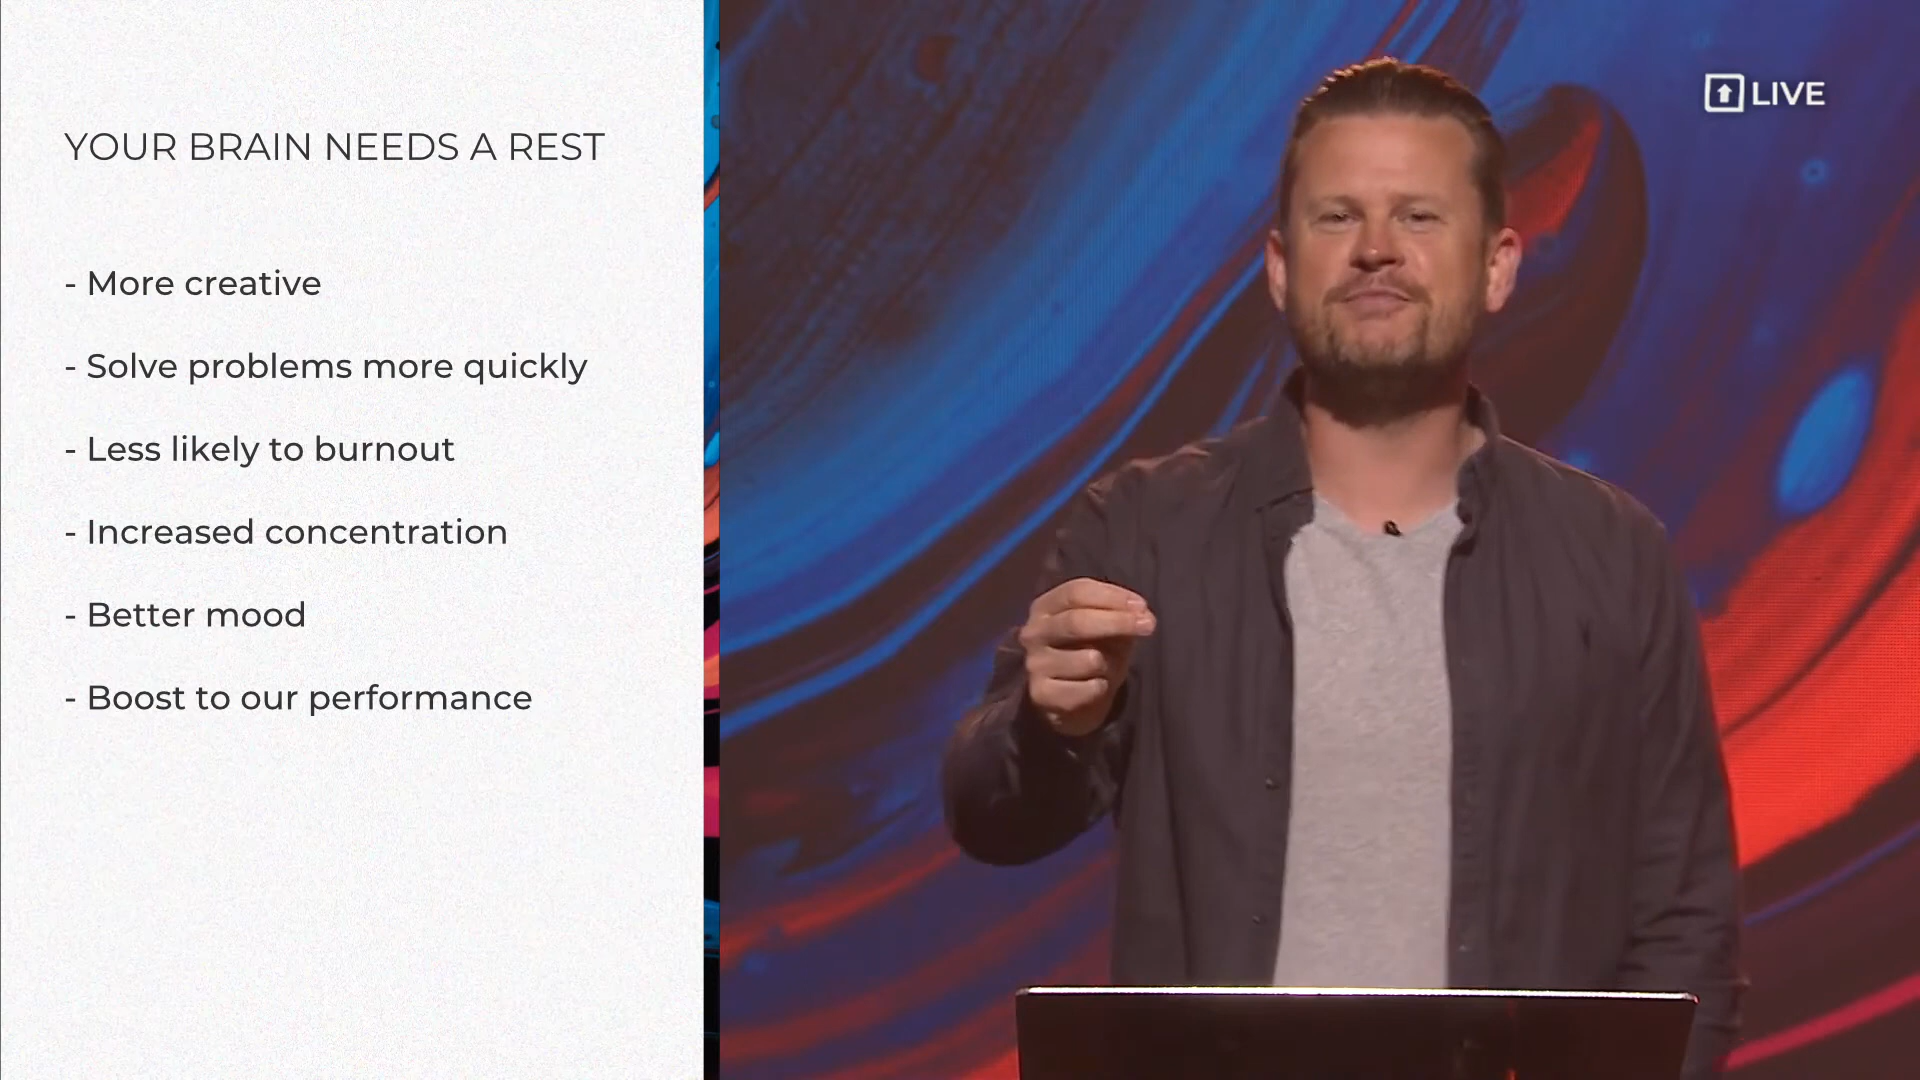 YOUR BRAIN NEEDS A REST
- More creative
- Solve problems more quickly
- Less likely to burnout
- Increased concentration
- Better mood
- Boost to our performance
LIVE